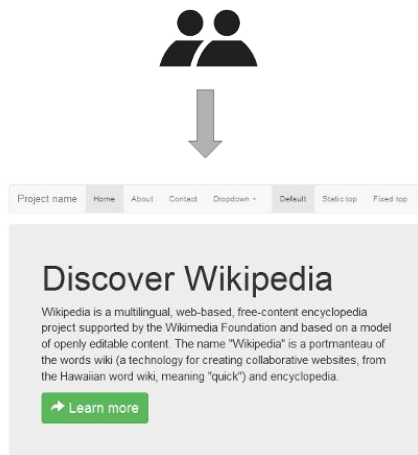 Project name Home About Contact Dropdown Default Static top Fixed top
Discover Wikipedia
Wikipedia is a multilingual, web-based, free-content encyclopedia
project supported by the Wikimedia Foundation and based on a model
of openly editable content. The name "Wikipedia" is a portmanteau of
the words wiki (a technology for creating collaborative websites, from
the Hawaiian word wiki, meaning "quick") and encyclopedia.
Learn more